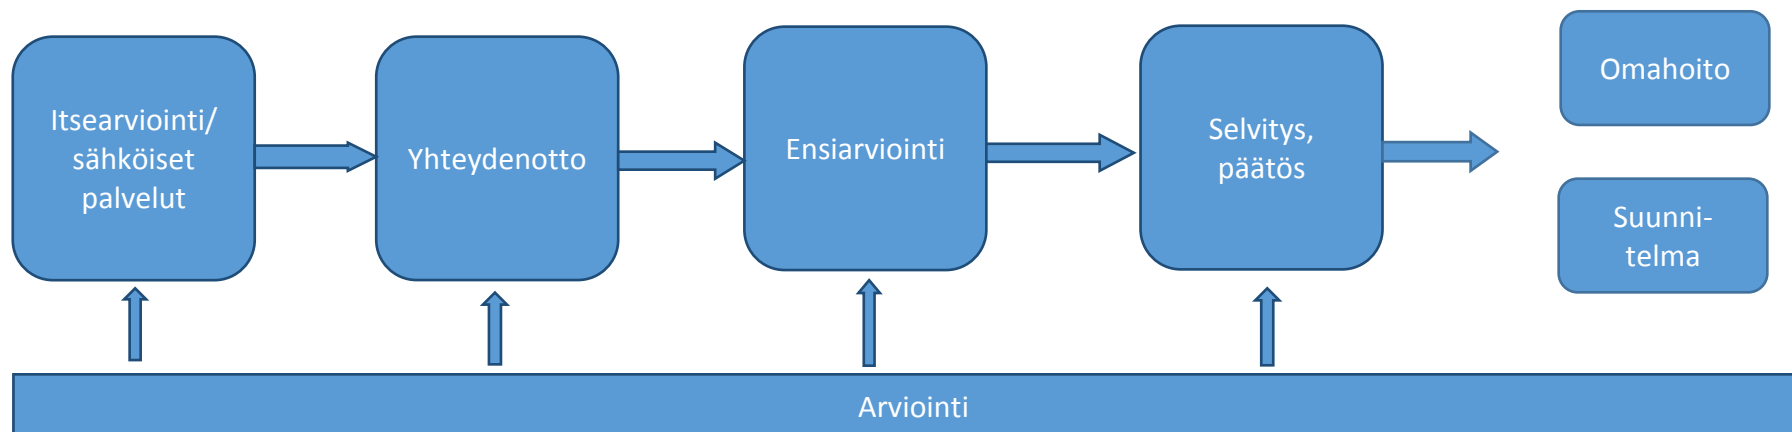 Itsearviointi/
sähköiset
palvelut
Yhteydenotto
Ensiarviointi
Selvitys,
päätös
Omahoito
Suunni-
telma
Arviointi